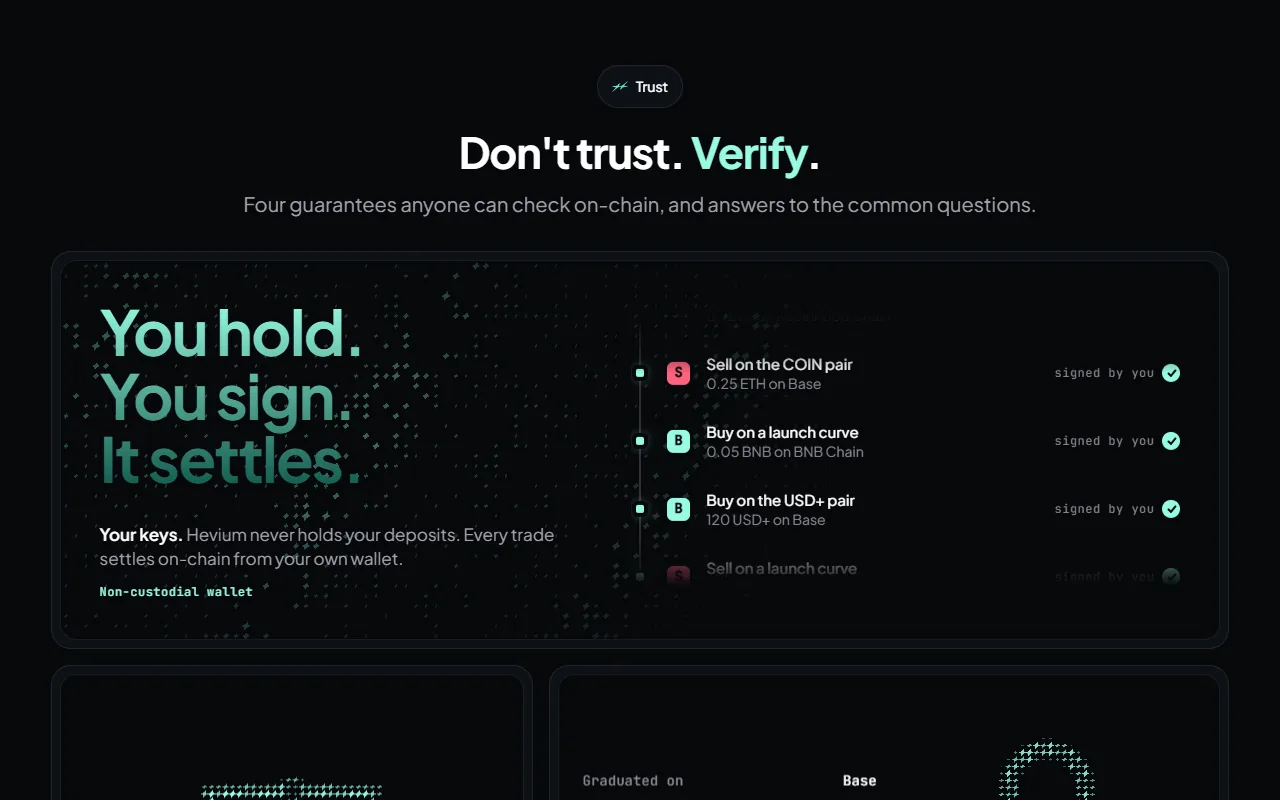 Trust
Don't trust. Verify.
Four guarantees anyone can check on-chain, and answers to the common questions.
You hold.
You sign.
It settles.
Your keys. Hevium never holds your deposits. Every trade
settles on-chain from your own wallet.
Non-custodial wallet
S
Sell on the COIN pair
0.25 ETH on Base
signed by you
B
Buy on a launch curve
0.05 BNB on BNB Chain
signed by you
B
Buy on the USD+ pair
120 USD+ on Base
signed by you
S
Sell on a launch curve
signed by you
Graduated on
Base